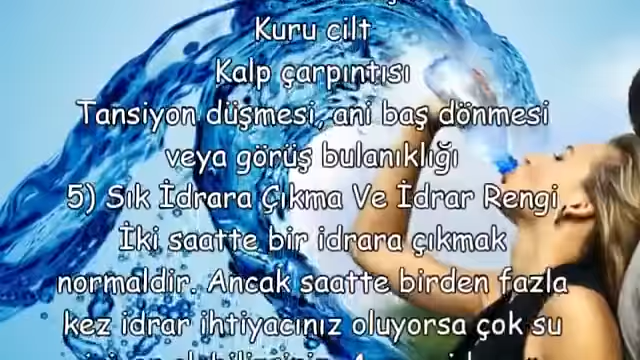 Kuru cilt
Kalp çarpıntısı
Tansiyon düşmesi, ani baş dönmesi
veya görüş bulanıklığı
5) Sık İdrara Çıkma Ve İdrar Rengi
İki saatte bir idrara çıkmak
normaldir. Ancak saatte birden fazla
kez idrar ihtiyacınız oluyorsa çok su